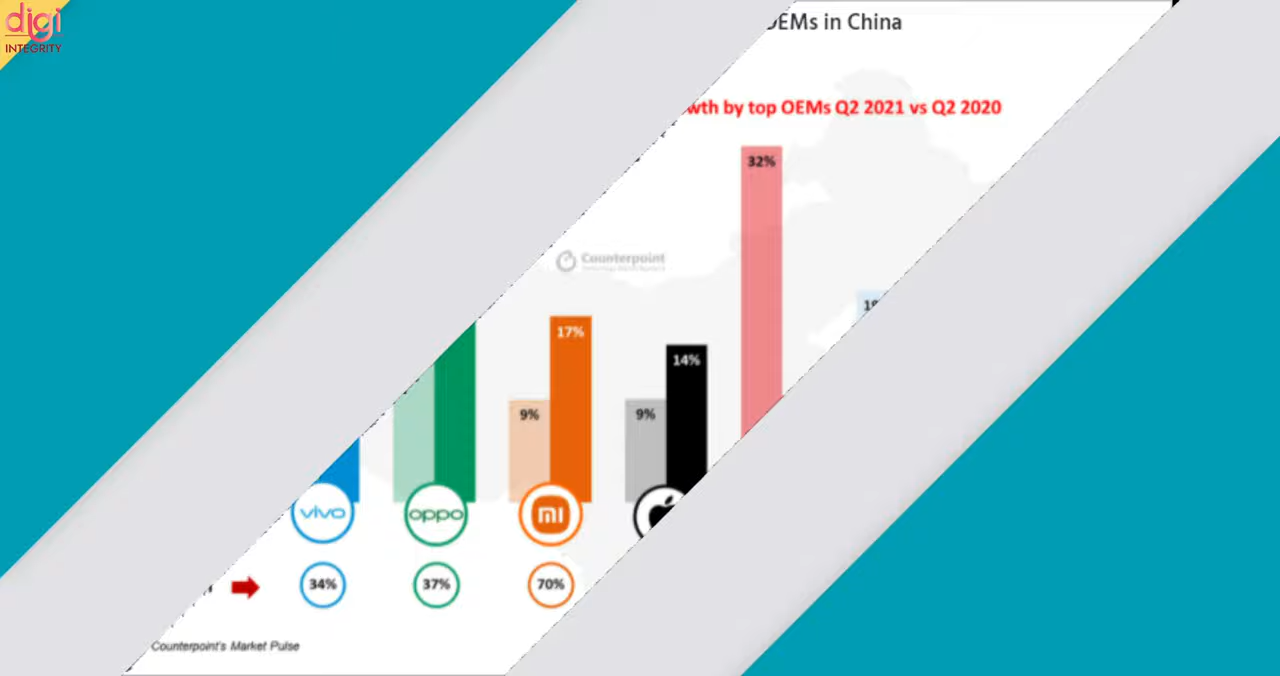 digi
INTEGRITY
OEMs in China
wth by top OEMs Q2 2021 vs Q2 2020
32%
Counterpoint
17%
14%
9%
9%
vivo
oppo
mi
34%
37%
70%
Counterpoint's Market Pulse